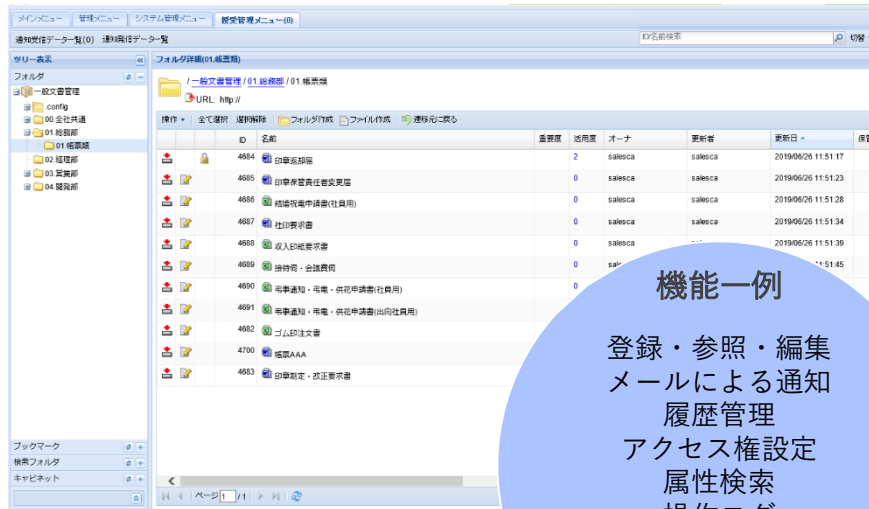 メインメニュー 管理メニュー システム管理メニュー 授受管理メニュー(0)
通知受信データ一覧(0) 通知発信データ一覧 ID/名前検索 切替
ツリー表示
フォルダ
一般文書管理
.config
00.全社共通
01.総務部
01.帳票類
02.経理部
03.営業部
04.開発部
ブックマーク
検索フォルダ
キャビネット
フォルダ詳細(01.帳票類)
/ 一般文書管理 / 01.総務部 / 01.帳票類
URL: http://
操作 全て選択 選択解除 フォルダ作成 ファイル作成 遷移元に戻る
ID 名前 重要度 活用度 オーナ 更新者 更新日 保管
4684 印章返却届 2 salesca salesca 2019/06/26 11:51:17
4685 印章保管責任者変更届 0 salesca salesca 2019/06/26 11:51:23
4686 結婚祝電申請書(社員用) 0 salesca salesca 2019/06/26 11:51:28
4687 社印要求書 0 salesca salesca 2019/06/26 11:51:34
4688 収入印紙要求書 0 salesca 2019/06/26 11:51:39
4689 接待伺・会議費伺 0 11:51:45
4690 弔事通知・弔電・供花申請書(社員用) 0
4691 弔事通知・弔電・供花申請書(出向社員用)
4682 ゴム印注文書
4700 帳票AAA
4683 印章制定・改正要求書
ページ 1 / 1
機能一例
登録・参照・編集
メールによる通知
履歴管理
アクセス権設定
属性検索
操作ログ